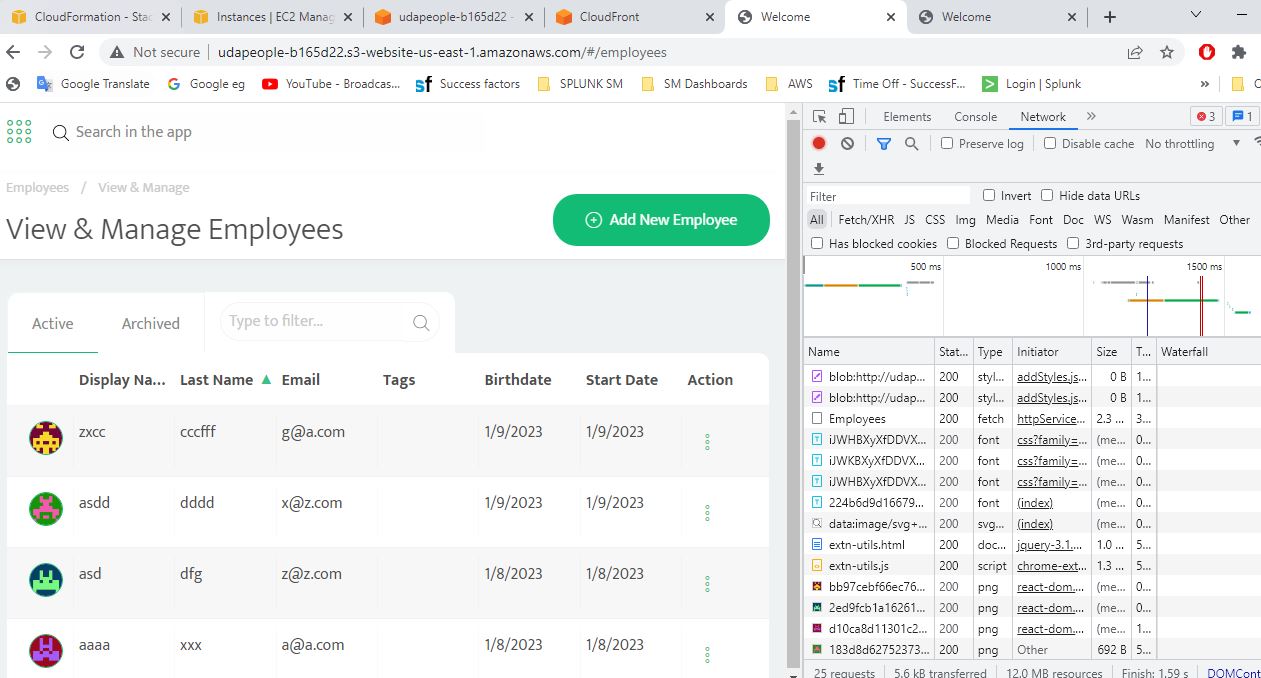 CloudFormation - Stac
Instances | EC2 Manag
udapeople-b165d22 -
CloudFront
Welcome
Welcome
Not secure
udapeople-b165d22.s3-website-us-east-1.amazonaws.com/#/employees
Google Translate
Google eg
YouTube - Broadcas...
sf Success factors
SPLUNK SM
SM Dashboards
AWS
sf Time Off - SuccessF...
Login | Splunk
»
Search in the app
Employees / View & Manage
View & Manage Employees
Add New Employee
Active
Archived
Type to filter...
Display Na... Last Name Email Tags Birthdate Start Date Action
zxcc cccfff g@a.com 1/9/2023 1/9/2023
asdd dddd x@z.com 1/9/2023 1/9/2023
asd dfg z@z.com 1/8/2023 1/8/2023
aaaa xxx a@a.com 1/8/2023 1/8/2023
Elements Console Network » 3 1
Preserve log Disable cache No throttling
Filter Invert Hide data URLs
All Fetch/XHR JS CSS Img Media Font Doc WS Wasm Manifest Other
Has blocked cookies Blocked Requests 3rd-party requests
500 ms 1000 ms 1500 ms
Name Stat... Type Initiator Size T... Waterfall
blob:http://udap... 200 styl... addStyles.js... 0 B 1...
blob:http://udap... 200 styl... addStyles.js... 0 B 1...
Employees 200 fetch httpService... 2.3 ... 3...
iJWHBXyXfDDVX... 200 font css?family=... (me... 0...
iJWKBXyXfDDVX... 200 font css?family=... (me... 0...
iJWHBXyXfDDVX... 200 font css?family=... (me... 0...
224b6d9d16679... 200 font (index) (me... 0...
data:image/svg+... 200 svg... (index) (me... 0...
extn-utils.html 200 doc... jquery-3.1.... 1.0 ... 5...
extn-utils.js 200 script chrome-ext... 1.3 ... 5...
bb97cebf66ec76... 200 png react-dom.... (me... 0...
2ed9fcb1a16261... 200 png react-dom.... (me... 0...
d10ca8d11301c2... 200 png react-dom.... (me... 1...
183d8d62752373... 200 png Other 692 B 5...
25 requests 5.6 kB transferred 12.0 MB resources Finish: 1.59 s DOMCont